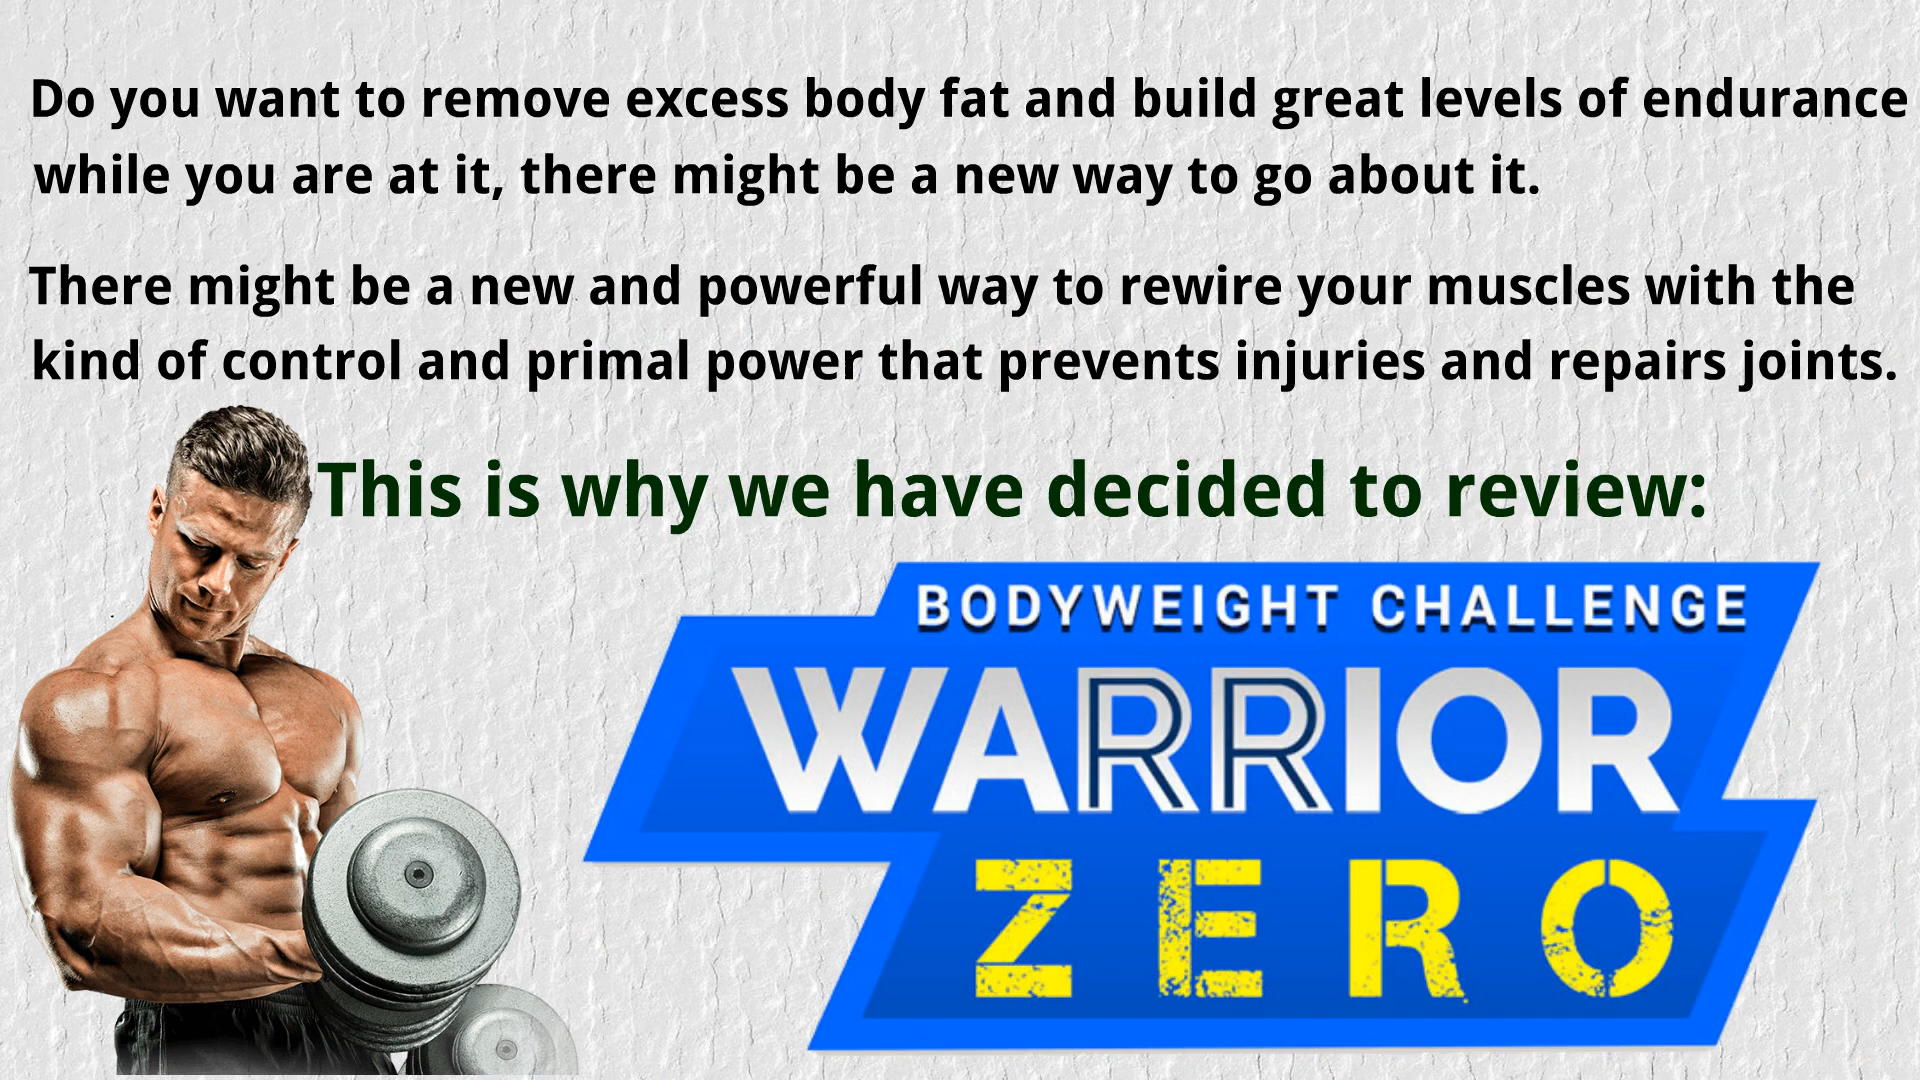 Do you want to remove excess body fat and build great levels of endurance
while you are at it, there might be a new way to go about it.
There might be a new and powerful way to rewire your muscles with the
kind of control and primal power that prevents injuries and repairs joints.
This is why we have decided to review:
BODYWEIGHT CHALLENGE
WARRIOR
ZERO